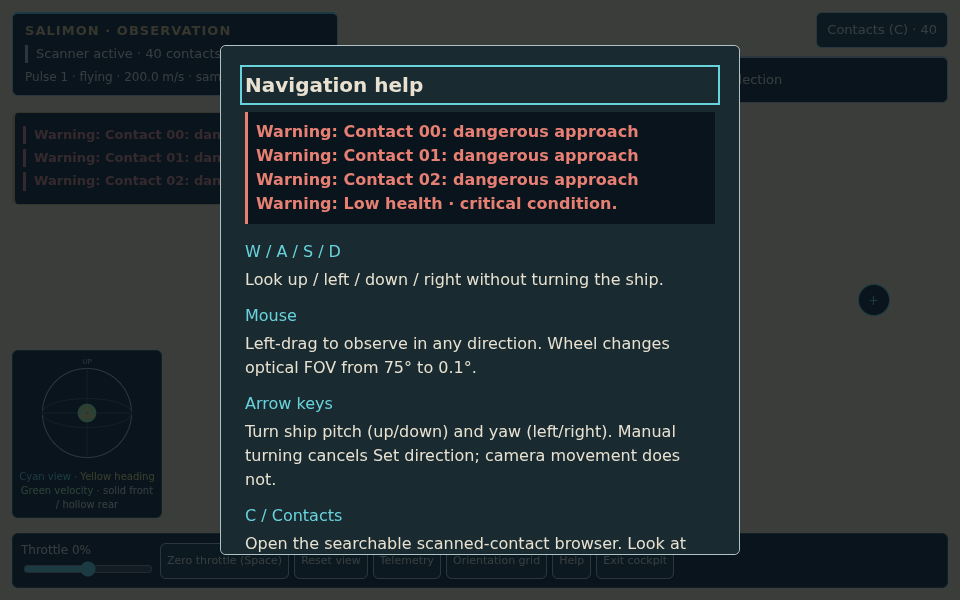 SALIMON · OBSERVATION
Scanner active · 40 contacts
Pulse 1 · flying · 200.0 m/s · sam
Contacts (C) · 40
ection
Warning: Contact 00: dan
Warning: Contact 01: dan
Warning: Contact 02: dan
Navigation help
Warning: Contact 00: dangerous approach
Warning: Contact 01: dangerous approach
Warning: Contact 02: dangerous approach
Warning: Low health · critical condition.
W / A / S / D
Look up / left / down / right without turning the ship.
Mouse
Left-drag to observe in any direction. Wheel changes
optical FOV from 75° to 0.1°.
Arrow keys
Turn ship pitch (up/down) and yaw (left/right). Manual
turning cancels Set direction; camera movement does
not.
C / Contacts
Open the searchable scanned-contact browser. Look at
+
UP
Cyan view · Yellow heading
Green velocity · solid front
/ hollow rear
Throttle 0%
Zero throttle (Space)
Reset view
Telemetry
Orientation grid
Help
Exit cockpit